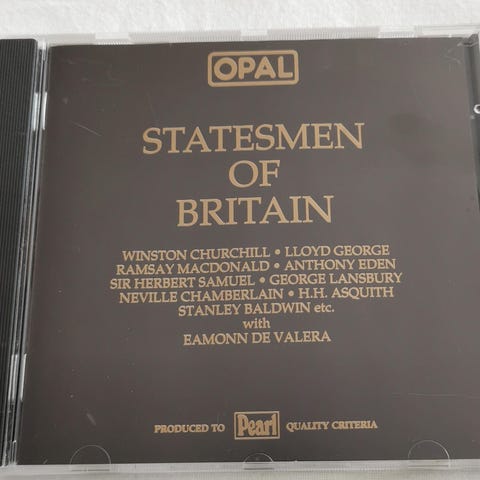 OPAL
STATESMEN
OF
BRITAIN
WINSTON CHURCHILL • LLOYD GEORGE
RAMSAY MACDONALD • ANTHONY EDEN
SIR HERBERT SAMUEL • GEORGE LANSBURY
NEVILLE CHAMBERLAIN • H.H. ASQUITH
STANLEY BALDWIN etc.
with
EAMONN DE VALERA
PRODUCED TO Pearl QUALITY CRITERIA